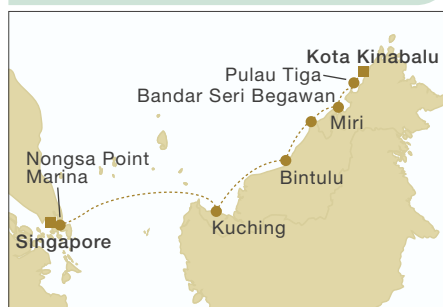 Kota Kinabalu
Pulau Tiga
Bandar Seri Begawan
Miri
Nongsa Point
Marina
Bintulu
Kuching
Singapore